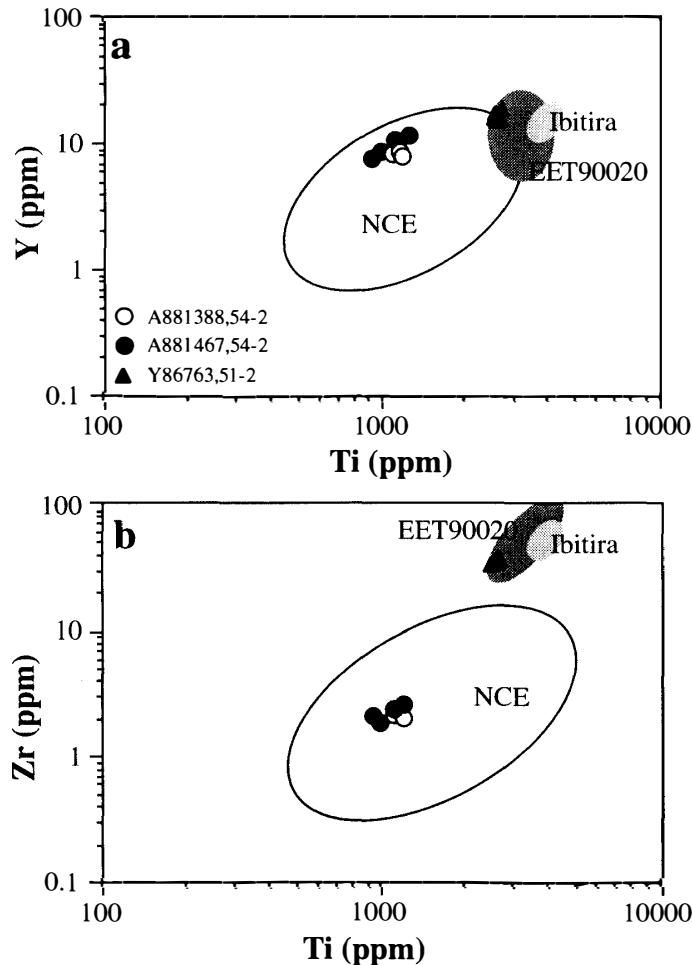 a
100
10
1
0.1
Y (ppm)
Ibitira
EET90020
NCE
A881388,54-2
A881467,54-2
Y86763,51-2
100
1000
10000
Ti (ppm)
b
100
10
1
0.1
Zr (ppm)
EET90020
Ibitira
NCE
100
1000
10000
Ti (ppm)